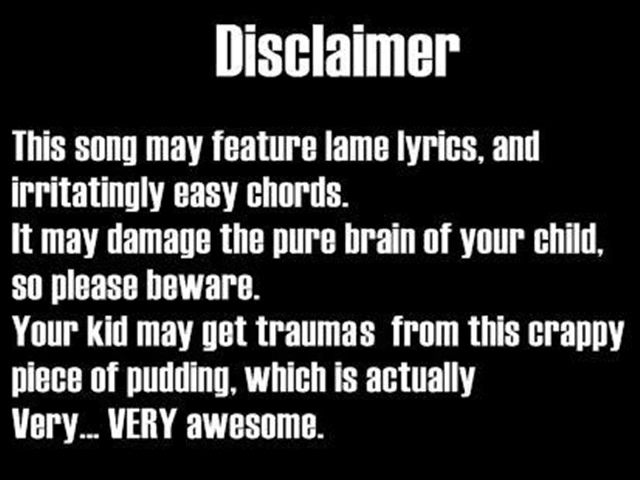 Disclaimer
This song may feature lame lyrics, and
irritatingly easy chords.
It may damage the pure brain of your child,
so please beware.
Your kid may get traumas from this crappy
piece of pudding, which is actually
Very... VERY awesome.